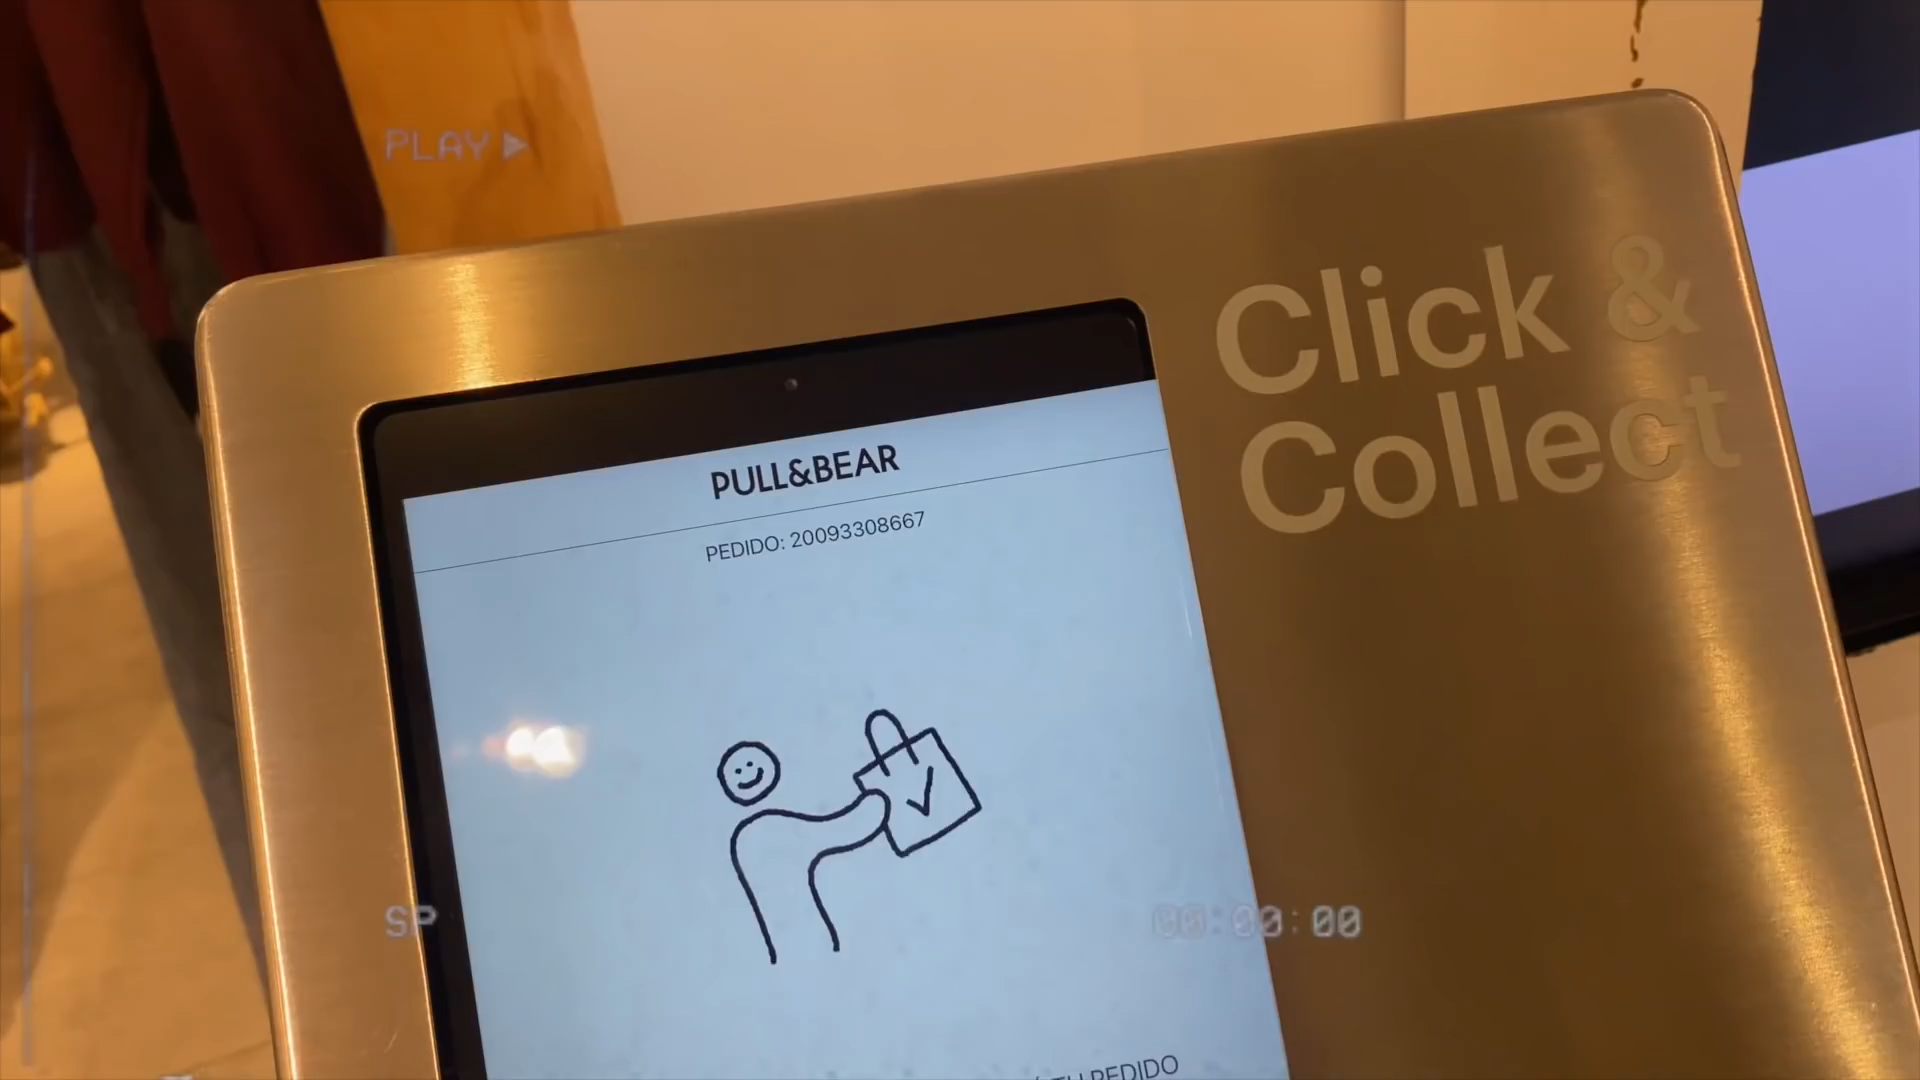 PLAY
Click &
Collect
PULL&BEAR
PEDIDO: 20093308667
SP
00:00:00
TU PEDIDO